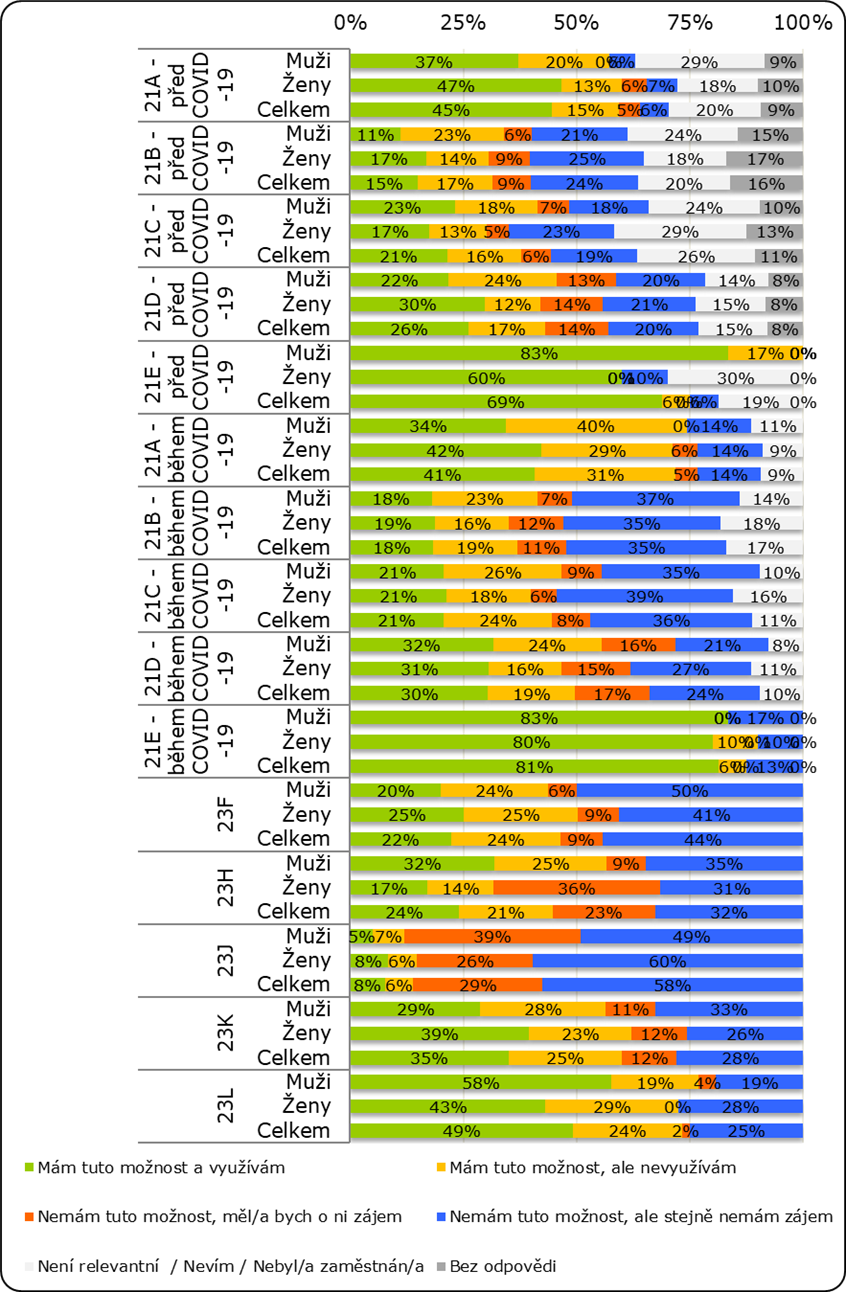 0% 25% 50% 75% 100%
21A - před COVID -19
Muži 37% 20% 0% 6% 29% 9%
Ženy 47% 13% 6% 7% 18% 10%
Celkem 45% 15% 5% 6% 20% 9%
21B - před COVID -19
Muži 11% 23% 6% 21% 24% 15%
Ženy 17% 14% 9% 25% 18% 17%
Celkem 15% 17% 9% 24% 20% 16%
21C - před COVID -19
Muži 23% 18% 7% 18% 24% 10%
Ženy 17% 13% 5% 23% 29% 13%
Celkem 21% 16% 6% 19% 26% 11%
21D - před COVID -19
Muži 22% 24% 13% 20% 14% 8%
Ženy 30% 12% 14% 21% 15% 8%
Celkem 26% 17% 14% 20% 15% 8%
21E - před COVID -19
Muži 83% 17% 0%
Ženy 60% 0% 10% 30% 0%
Celkem 69% 6% 0% 6% 19% 0%
21A - během COVID -19
Muži 34% 40% 0% 14% 11%
Ženy 42% 29% 6% 14% 9%
Celkem 41% 31% 5% 14% 9%
21B - během COVID -19
Muži 18% 23% 7% 37% 14%
Ženy 19% 16% 12% 35% 18%
Celkem 18% 19% 11% 35% 17%
21C - během COVID -19
Muži 21% 26% 9% 35% 10%
Ženy 21% 18% 6% 39% 16%
Celkem 21% 24% 8% 36% 11%
21D - během COVID -19
Muži 32% 24% 16% 21% 8%
Ženy 31% 16% 15% 27% 11%
Celkem 30% 19% 17% 24% 10%
21E - během COVID -19
Muži 83% 0% 17% 0%
Ženy 80% 10% 0% 10% 0%
Celkem 81% 6% 0% 13% 0%
23F
Muži 20% 24% 6% 50%
Ženy 25% 25% 9% 41%
Celkem 22% 24% 9% 44%
23H
Muži 32% 25% 9% 35%
Ženy 17% 14% 36% 31%
Celkem 24% 21% 23% 32%
23J
Muži 5% 7% 39% 49%
Ženy 8% 6% 26% 60%
Celkem 8% 6% 29% 58%
23K
Muži 29% 28% 11% 33%
Ženy 39% 23% 12% 26%
Celkem 35% 25% 12% 28%
23L
Muži 58% 19% 4% 19%
Ženy 43% 29% 0% 28%
Celkem 49% 24% 2% 25%
Mám tuto možnost a využívám
Mám tuto možnost, ale nevyužívám
Nemám tuto možnost, měl/a bych o ni zájem
Nemám tuto možnost, ale stejně nemám zájem
Není relevantní / Nevím / Nebyl/a zaměstnán/a
Bez odpovědi